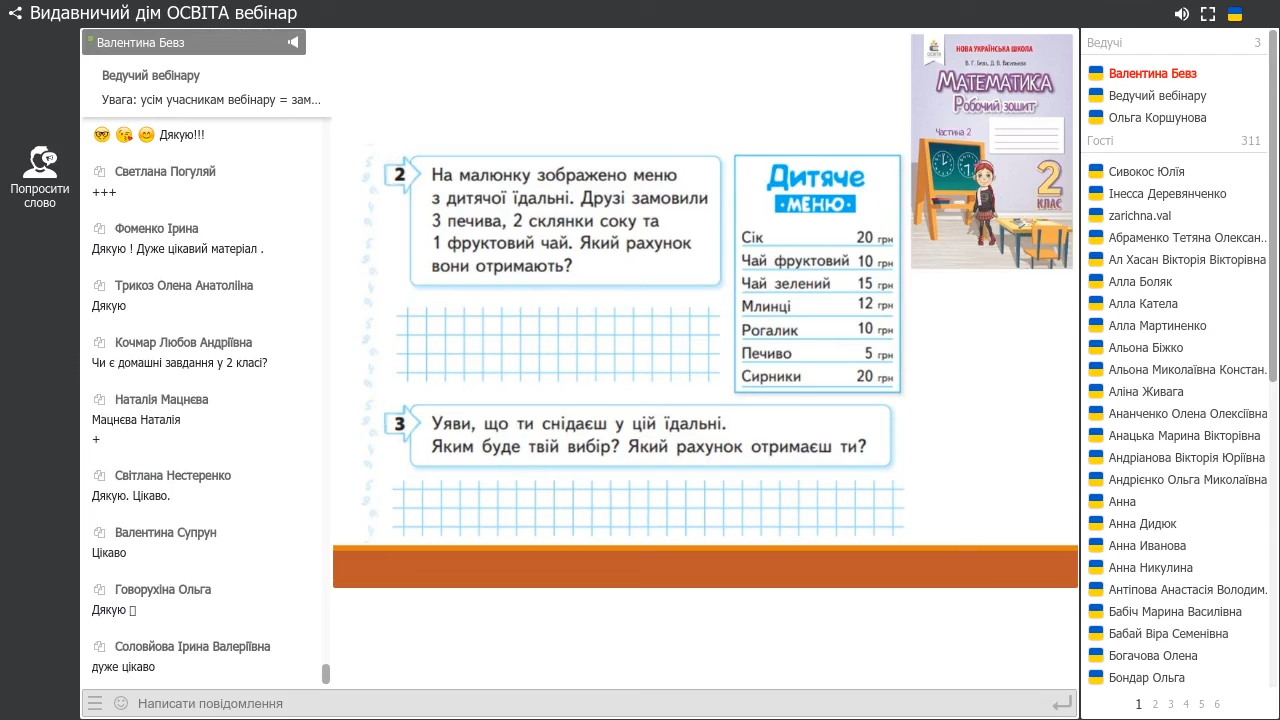 Видавничий дім ОСВІТА вебінар
Попросити
слово
Валентина Бевз
Ведучий вебінару
Увага: усім учасникам вебінару = зам...
Дякую!!!
Светлана Погуляй
+++
Фоменко Ірина
Дякую ! Дуже цікавий матеріал .
Трикоз Олена Анатолііна
Дякую
Кочмар Любов Андріївна
Чи є домашні завдання у 2 класі?
Наталія Мацнєва
Мацнєва Наталія
+
Світлана Нестеренко
Дякую. Цікаво.
Валентина Супрун
Цікаво
Говорухіна Ольга
Дякую
Соловйова Ірина Валеріївна
дуже цікаво
Написати повідомлення
2
На малюнку зображено меню
з дитячої їдальні. Друзі замовили
3 печива, 2 склянки соку та
1 фруктовий чай. Який рахунок
вони отримають?
Дитяче
·МЕНЮ·
Сік 20 грн
Чай фруктовий 10 грн
Чай зелений 15 грн
Млинці 12 грн
Рогалик 10 грн
Печиво 5 грн
Сирники 20 грн
3
Уяви, що ти снідаєш у цій їдальні.
Яким буде твій вибір? Який рахунок отримаєш ти?
ОСВІТА
НОВА УКРАЇНСЬКА ШКОЛА
В. Г. Бевз, Д. В. Васильєва
МАТЕМАТИКА
Робочий зошит
Частина 2
2
КЛАС
Ведучі 3
Валентина Бевз
Ведучий вебінару
Ольга Коршунова
Гості 311
Сивокос Юлїя
Інесса Деревянченко
zarichna.val
Абраменко Тетяна Олексан..
Ал Хасан Вікторія Вікторівна
Алла Боляк
Алла Катела
Алла Мартиненко
Альона Біжко
Альона Миколаївна Констан.
Аліна Живага
Ананченко Олена Олексіївна
Анацька Марина Вікторівна
Андріанова Вікторія Юріївна
Андрієнко Ольга Миколаївна
Анна
Анна Дидюк
Анна Иванова
Анна Никулина
Антіпова Анастасія Володим.
Бабіч Марина Василівна
Бабай Віра Семенівна
Богачова Олена
Бондар Ольга
1 2 3 4 5 6